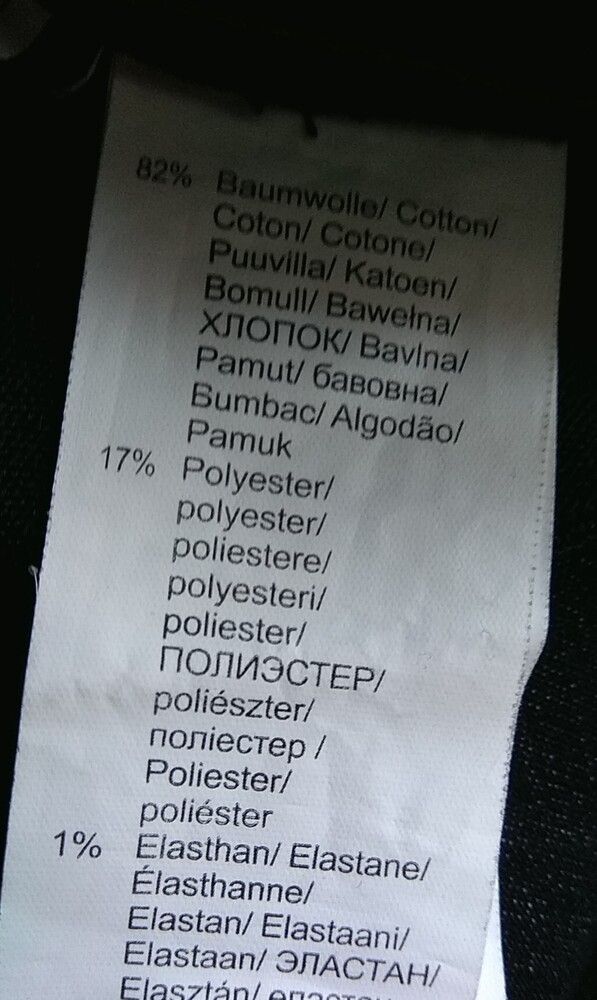 82% Baumwolle/ Cotton/
Coton/ Cotone/
Puuvilla/ Katoen/
Bomull/ Bawełna/
ХЛОПОК/ Bavlna/
Pamut/ бавовна/
Bumbac/ Algodão/
Pamuk
17% Polyester/
polyester/
poliestere/
polyesteri/
poliester/
ПОЛИЭСТЕР/
poliészter/
поліестер /
Poliester/
poliéster
1% Elasthan/ Elastane/
Élasthanne/
Elastan/ Elastaani/
Elastaan/ ЭЛАСТАН/
Elasztán/